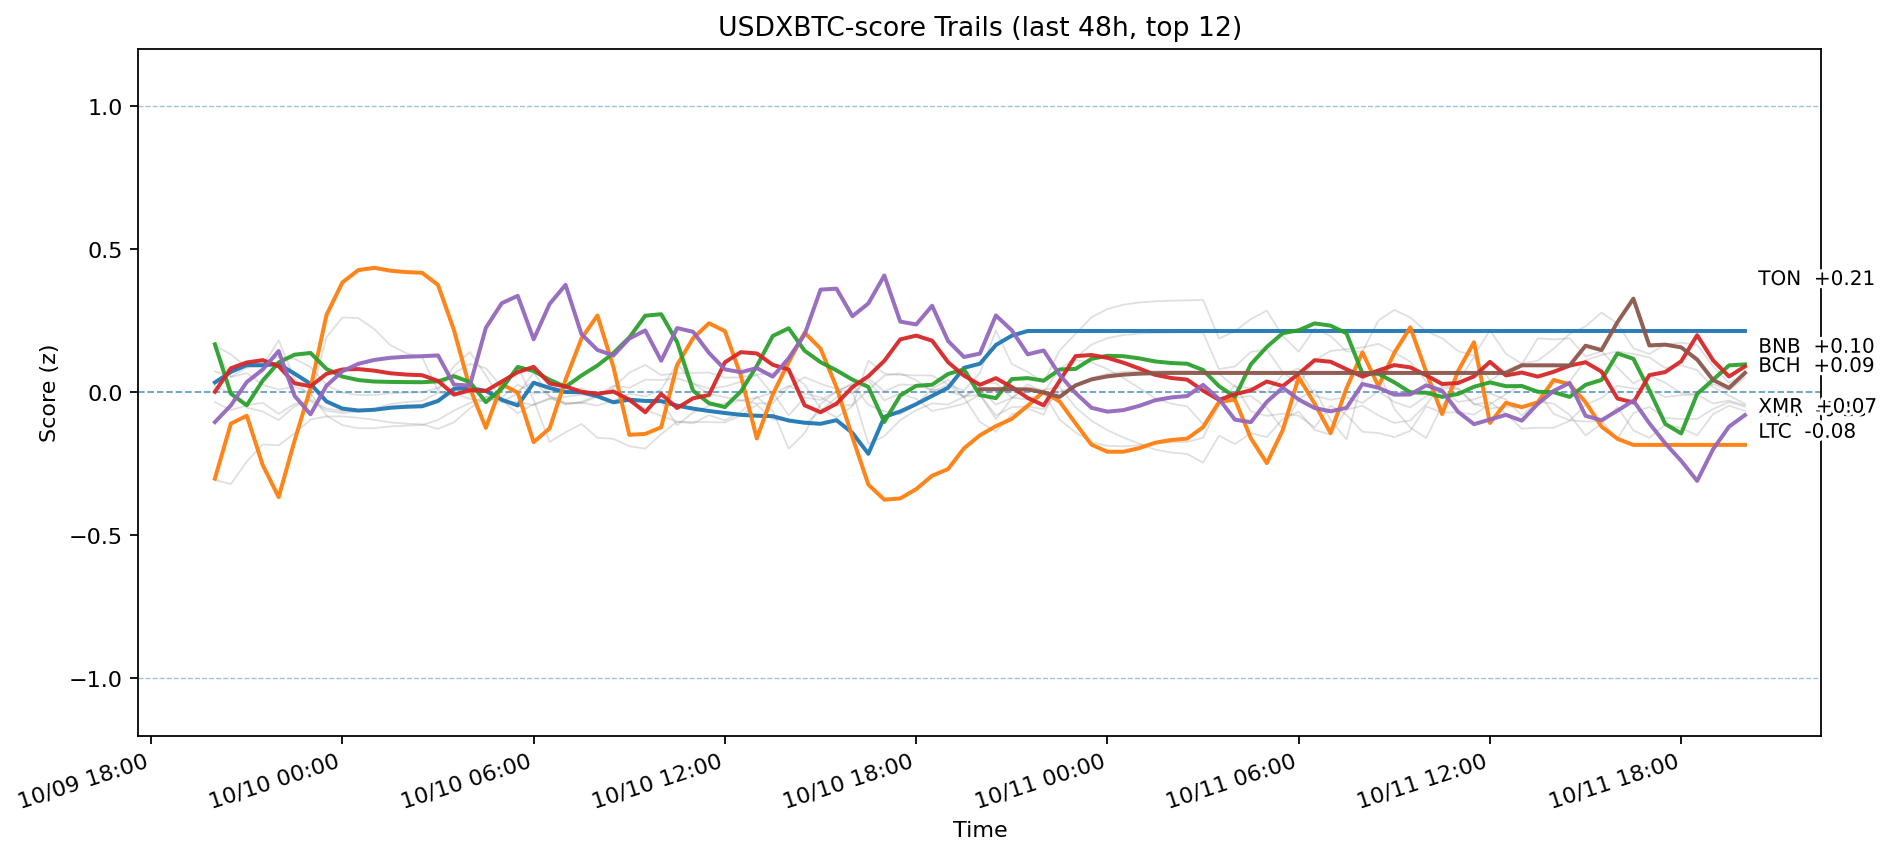 USDXBTC-score Trails (last 48h, top 12)
Score (z)
1.0
0.5
0.0
−0.5
−1.0
TON +0.21
BNB +0.10
BCH +0.09
XMR +0.07
LTC -0.08
10/09 18:00
10/10 00:00
10/10 06:00
10/10 12:00
10/10 18:00
10/11 00:00
10/11 06:00
10/11 12:00
10/11 18:00
Time